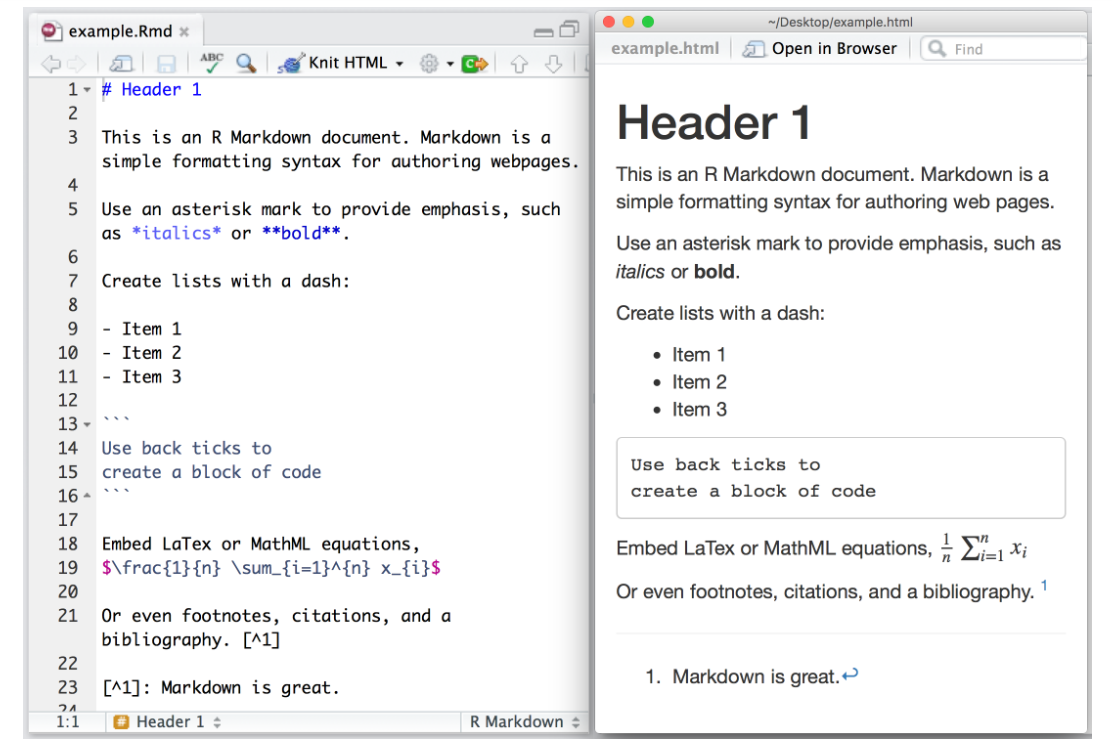 example.Rmd
ABC
Knit HTML
C
1 # Header 1
2
3 This is an R Markdown document. Markdown is a
simple formatting syntax for authoring webpages.
4
5 Use an asterisk mark to provide emphasis, such
as *italics* or **bold**.
6
7 Create lists with a dash:
8
9 - Item 1
10 - Item 2
11 - Item 3
12
13 ```
14 Use back ticks to
15 create a block of code
16 ```
17
18 Embed LaTex or MathML equations,
19 $\frac{1}{n} \sum_{i=1}^{n} x_{i}$
20
21 Or even footnotes, citations, and a
bibliography. [^1]
22
23 [^1]: Markdown is great.
24
1:1 # Header 1 R Markdown
~/Desktop/example.html
example.html Open in Browser Find
Header 1
This is an R Markdown document. Markdown is a
simple formatting syntax for authoring web pages.
Use an asterisk mark to provide emphasis, such as
italics or bold.
Create lists with a dash:
• Item 1
• Item 2
• Item 3
Use back ticks to
create a block of code
Embed LaTex or MathML equations, $\frac{1}{n} \sum_{i=1}^{n} x_{i}$
Or even footnotes, citations, and a bibliography. 1
1. Markdown is great.↩